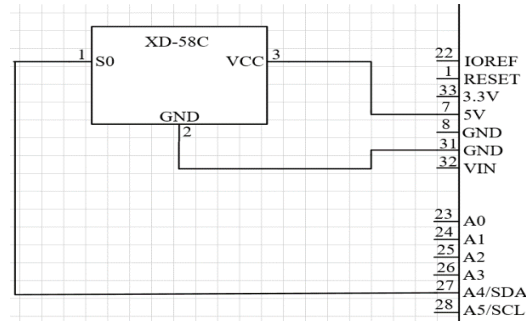 XD-58C
1 S0 VCC 3
GND
2
22 IOREF
1 RESET
33 3.3V
7 5V
8 GND
31 GND
32 VIN
23 A0
24 A1
25 A2
26 A3
27 A4/SDA
28 A5/SCL